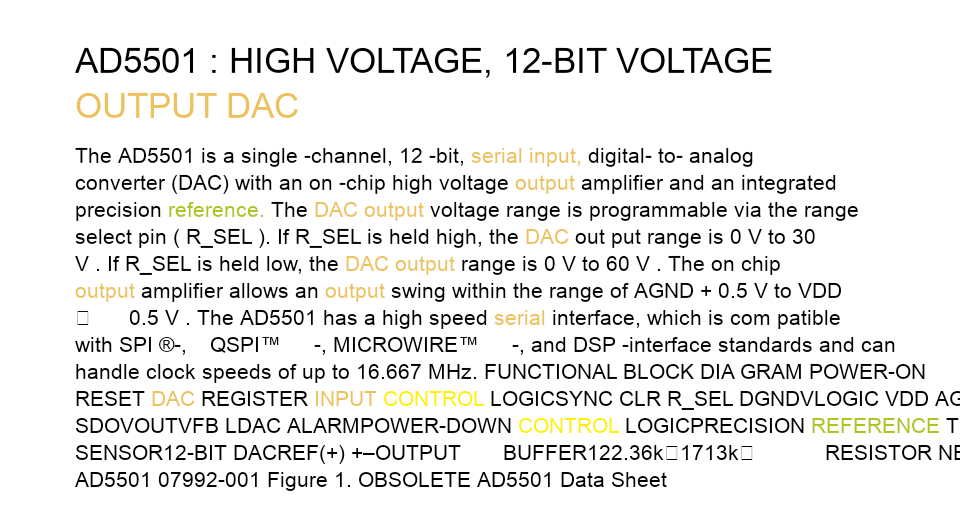 AD5501 : HIGH VOLTAGE, 12-BIT VOLTAGE
OUTPUT DAC
The AD5501 is a single -channel, 12 -bit, serial input, digital- to- analog
converter (DAC) with an on -chip high voltage output amplifier and an integrated
precision reference. The DAC output voltage range is programmable via the range
select pin ( R_SEL ). If R_SEL is held high, the DAC out put range is 0 V to 30
V . If R_SEL is held low, the DAC output range is 0 V to 60 V . The on chip
output amplifier allows an output swing within the range of AGND + 0.5 V to VDD
0.5 V . The AD5501 has a high speed serial interface, which is com patible
with SPI ®-, QSPI™ -, MICROWIRE™ -, and DSP -interface standards and can
handle clock speeds of up to 16.667 MHz. FUNCTIONAL BLOCK DIA GRAM POWER-ON
RESET DAC REGISTER INPUT CONTROL LOGICSYNC CLR R_SEL DGNDVLOGIC VDD AG
SDOVOUTVFB LDAC ALARMPOWER-DOWN CONTROL LOGICPRECISION REFERENCE T
SENSOR12-BIT DACREF(+) +–OUTPUT BUFFER122.36k□1713k□ RESISTOR NE
AD5501 07992-001 Figure 1. OBSOLETE AD5501 Data Sheet